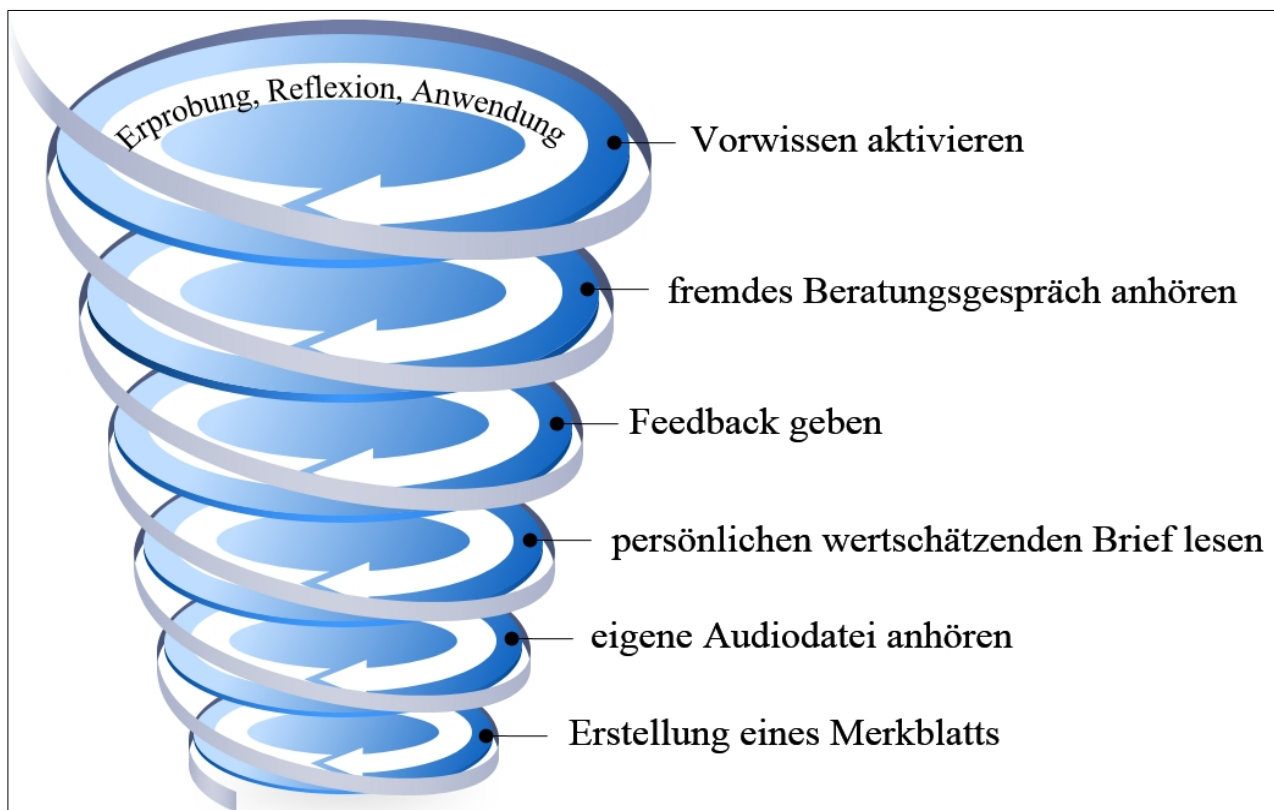 Erprobung, Reflexion, Anwendung
Vorwissen aktivieren
fremdes Beratungsgespräch anhören
Feedback geben
persönlichen wertschätzenden Brief lesen
eigene Audiodatei anhören
Erstellung eines Merkblatts